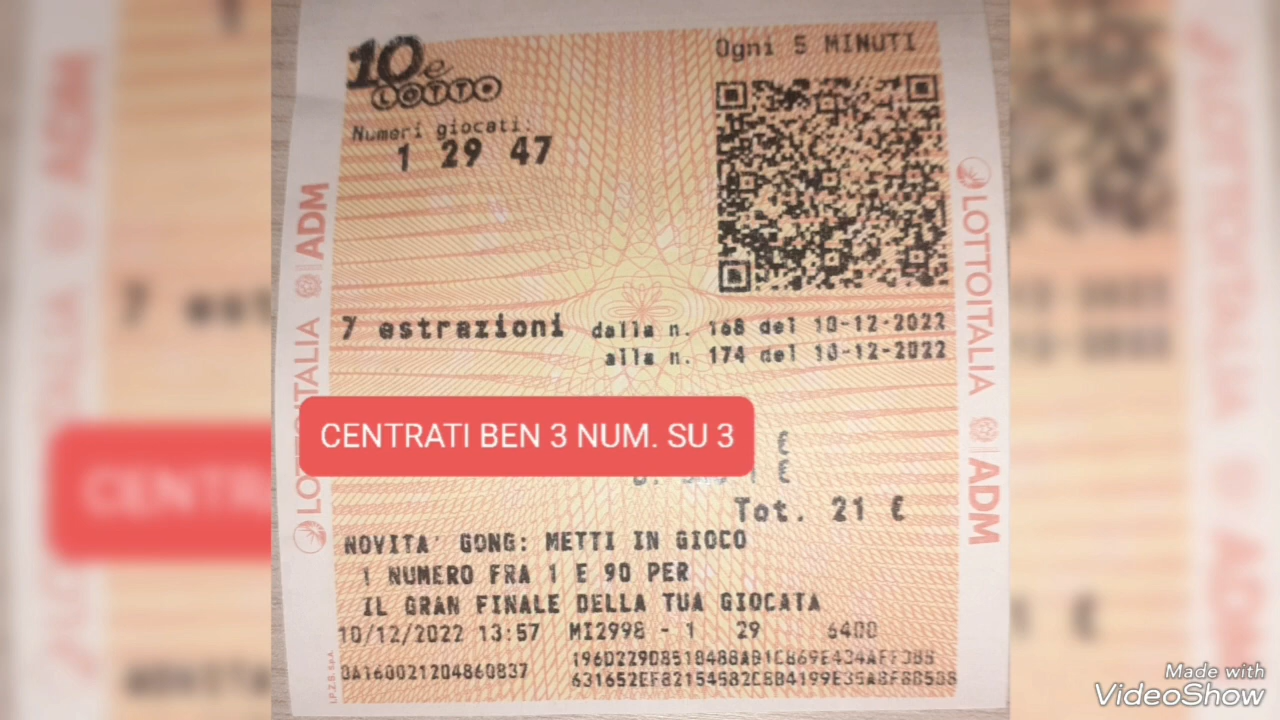 10e
LOTTO
Ogni 5 MINUTI
Numeri giocati:
1 29 47
ADM
LOTTOITALIA
LOTTOITALIA
ADM
7 estrazioni dalla n. 168 del 10-12-2022
alla n. 174 del 10-12-2022
CENTRATI BEN 3 NUM. SU 3
€
€
Tot. 21 €
NOVITA' GONG: METTI IN GIOCO
1 NUMERO FRA 1 E 90 PER
IL GRAN FINALE DELLA TUA GIOCATA
10/12/2022 13:57 MI2998 - 1 29 6400
0A160021204860837
I.P.Z.S. S.p.A.
Made with
VideoShow